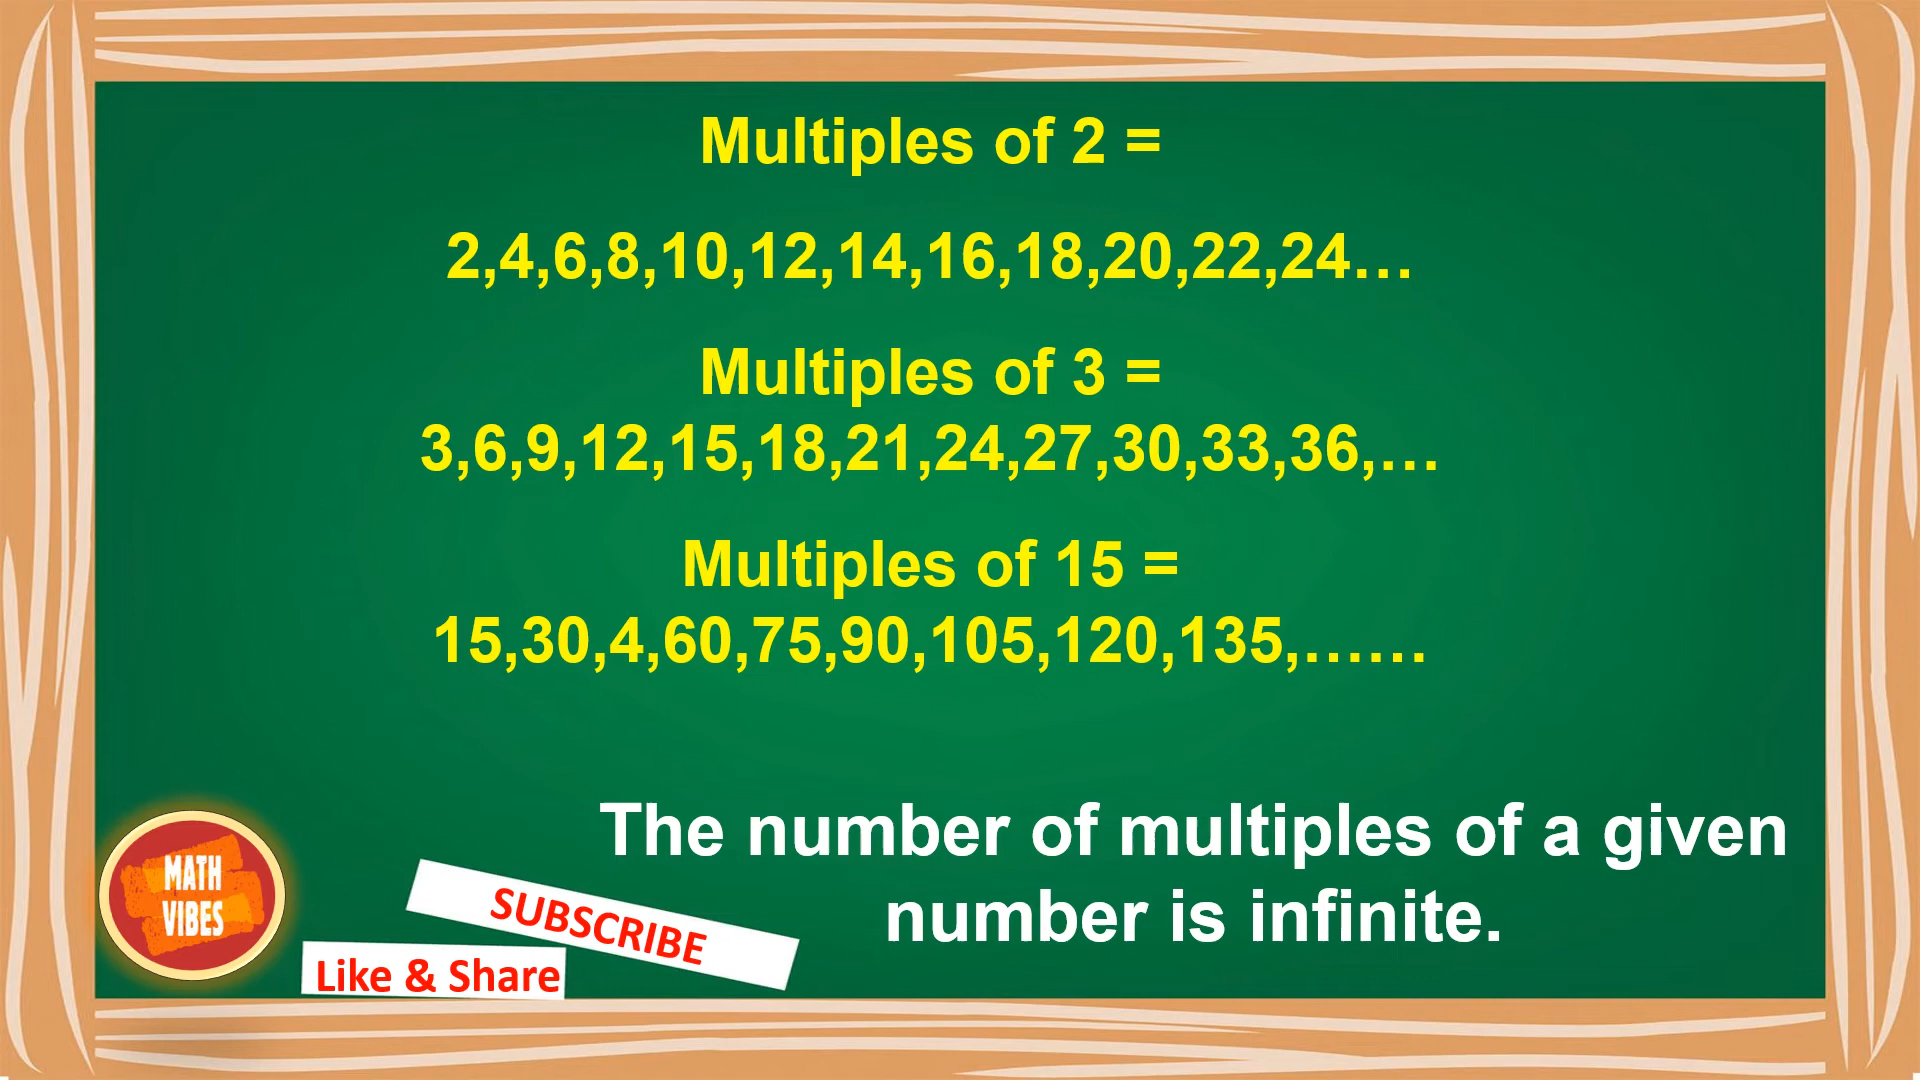 Multiples of 2 =
2,4,6,8,10,12,14,16,18,20,22,24…
Multiples of 3 =
3,6,9,12,15,18,21,24,27,30,33,36,…
Multiples of 15 =
15,30,4,60,75,90,105,120,135,……
The number of multiples of a given
number is infinite.
MATH
VIBES
SUBSCRIBE
Like & Share